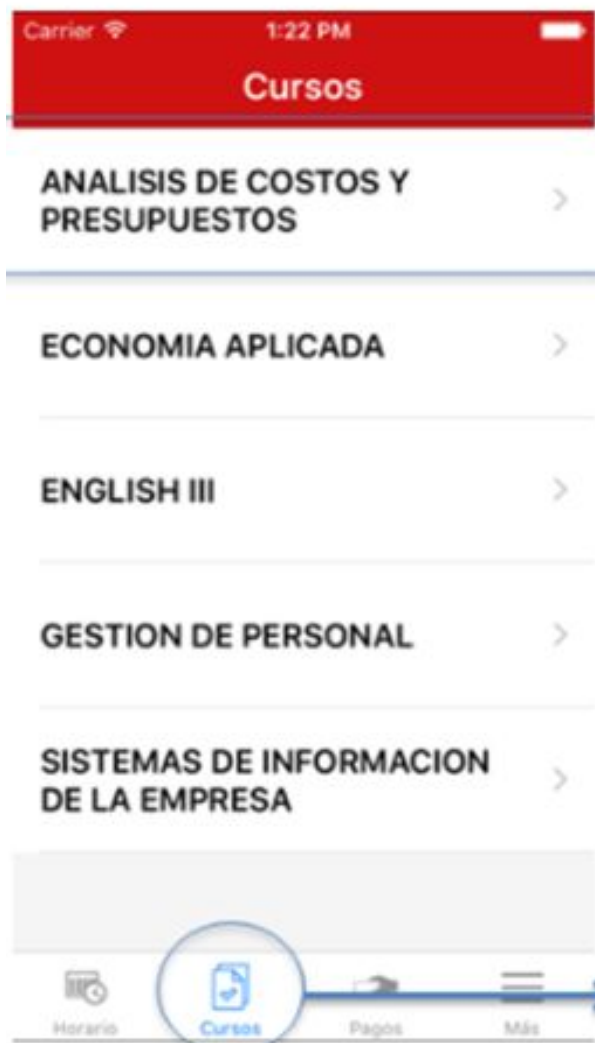 Carrier 1:22 PM
Cursos
ANALISIS DE COSTOS Y
PRESUPUESTOS
ECONOMIA APLICADA
ENGLISH III
GESTION DE PERSONAL
SISTEMAS DE INFORMACION
DE LA EMPRESA
Horario Cursos Pagos Más